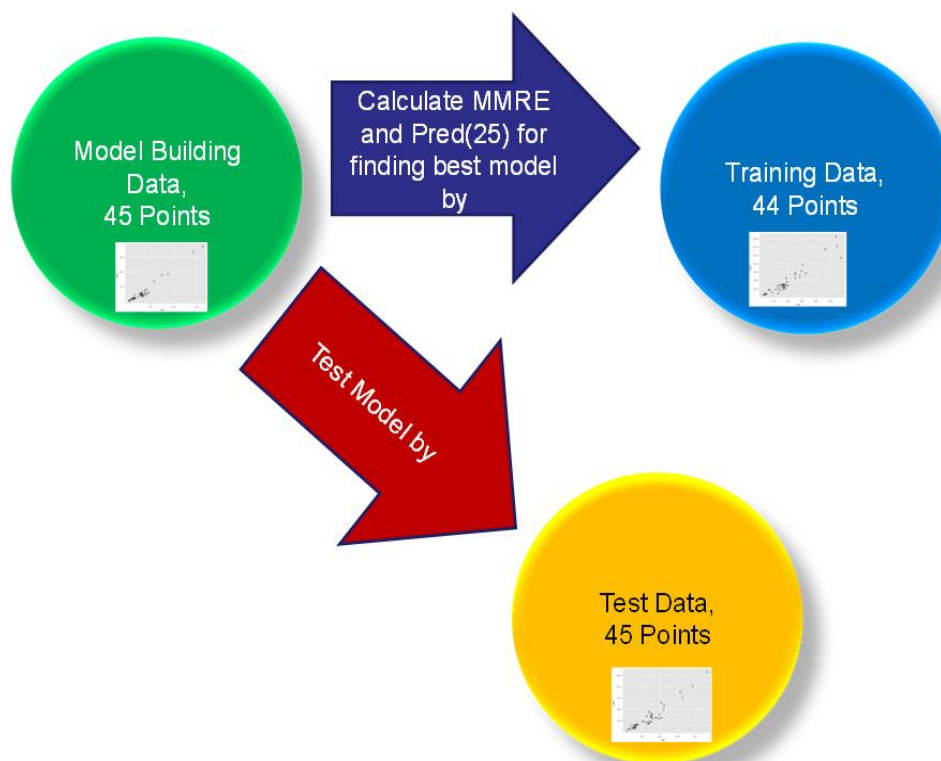 Model Building
Data,
45 Points
Calculate MMRE
and Pred(25) for
finding best model
by
Training Data,
44 Points
Test Model by
Test Data,
45 Points